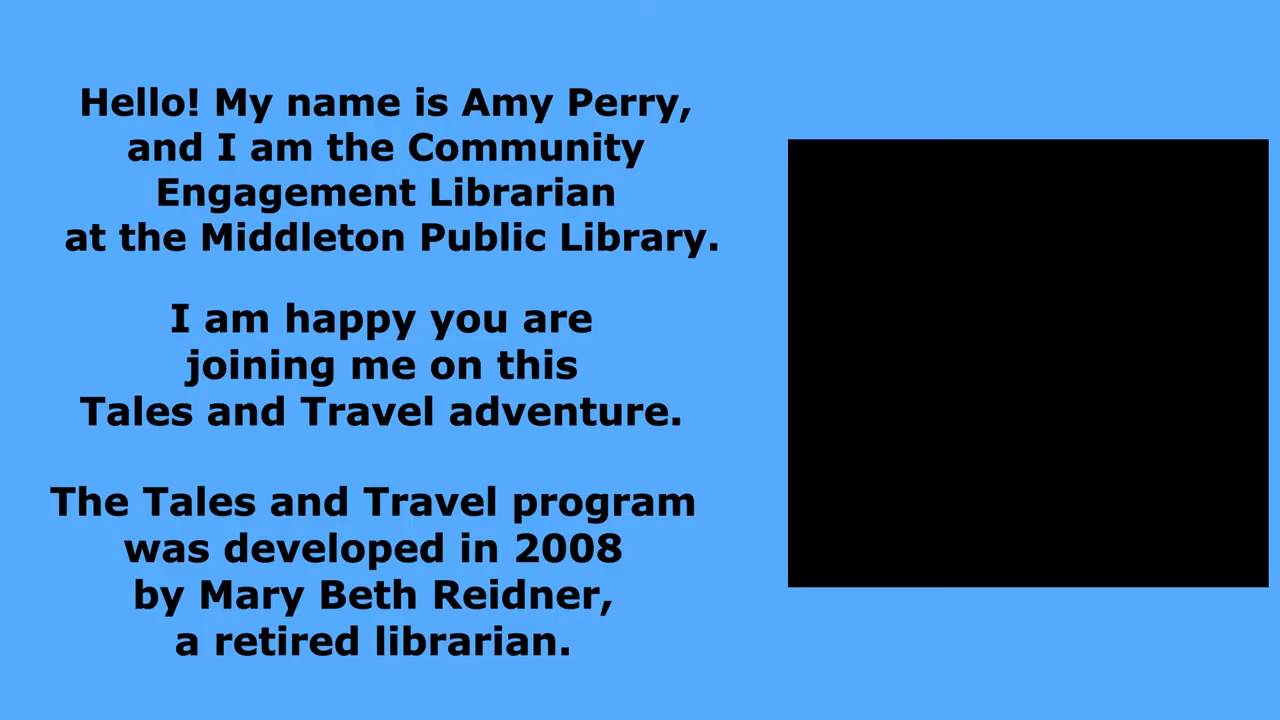 Hello! My name is Amy Perry,
and I am the Community
Engagement Librarian
at the Middleton Public Library.
I am happy you are
joining me on this
Tales and Travel adventure.
The Tales and Travel program
was developed in 2008
by Mary Beth Reidner,
a retired librarian.